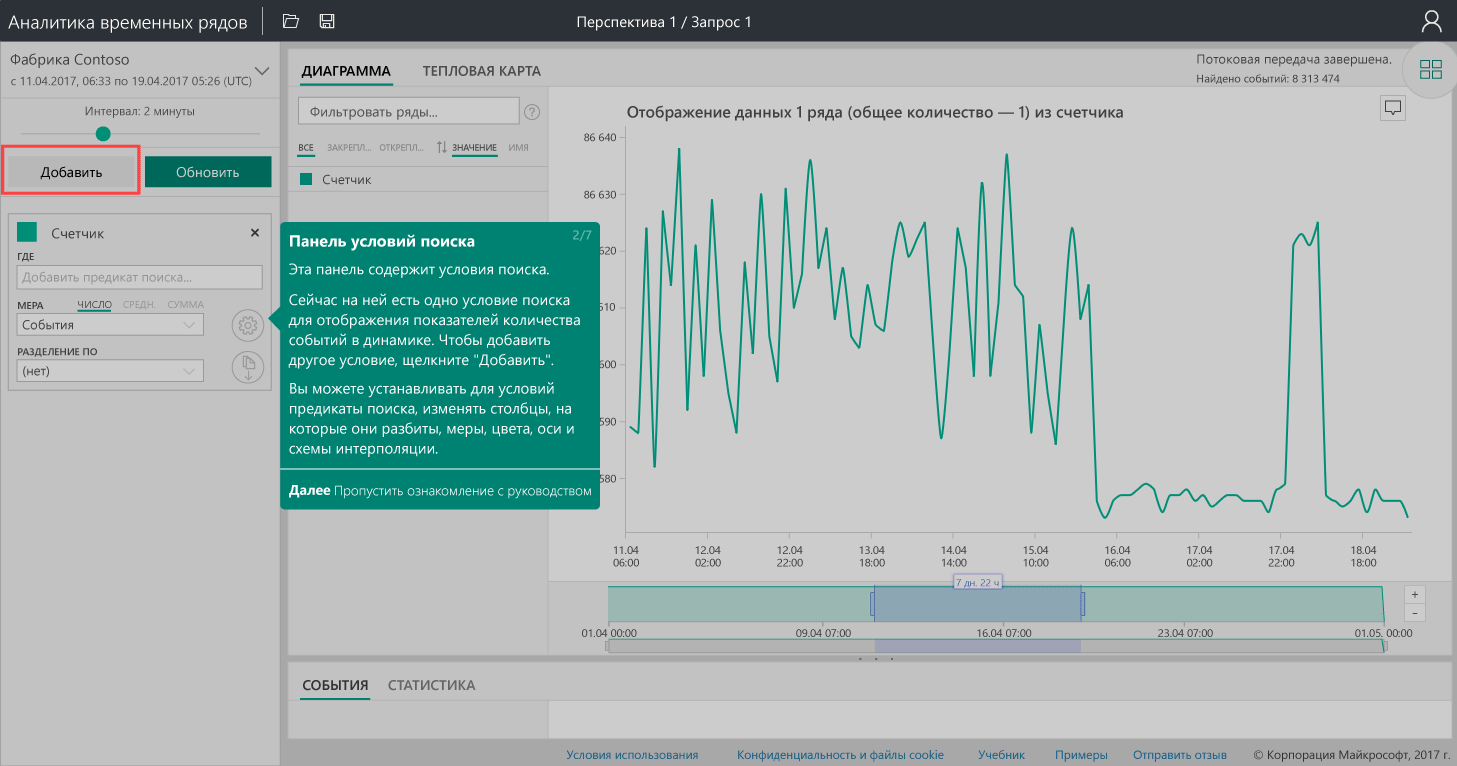 Аналитика временных рядов
Перспектива 1 / Запрос 1
Фабрика Contoso
с 11.04.2017, 06:33 по 19.04.2017 05:26 (UTC)
Интервал: 2 минуты
Добавить
Обновить
Счетчик
×
ГДЕ
Добавить предикат поиска...
МЕРА ЧИСЛО СРЕДН. СУММА
События
РАЗДЕЛЕНИЕ ПО
(нет)
ДИАГРАММА ТЕПЛОВАЯ КАРТА
Потоковая передача завершена.
Найдено событий: 8 313 474
Фильтровать ряды...
?
ВСЕ ЗАКРЕПЛ... ОТКРЕПЛ... ЗНАЧЕНИЕ ИМЯ
Счетчик
Панель условий поиска 2/7
Эта панель содержит условия поиска.
Сейчас на ней есть одно условие поиска
для отображения показателей количества
событий в динамике. Чтобы добавить
другое условие, щелкните "Добавить".
Вы можете устанавливать для условий
предикаты поиска, изменять столбцы, на
которые они разбиты, меры, цвета, оси и
схемы интерполяции.
Далее Пропустить ознакомление с руководством
Отображение данных 1 ряда (общее количество — 1) из счетчика
86 640
86 630
620
610
600
590
580
11.04 12.04 12.04 13.04 14.04 15.04 16.04 17.04 17.04 18.04
06:00 02:00 22:00 18:00 14:00 10:00 06:00 02:00 22:00 18:00
7 дн. 22 ч
+
-
01.04 00:00 09.04 07:00 16.04 07:00 23.04 07:00 01.05. 00:00
СОБЫТИЯ СТАТИСТИКА
Условия использования Конфиденциальность и файлы cookie Учебник Примеры Отправить отзыв © Корпорация Майкрософт, 2017 г.